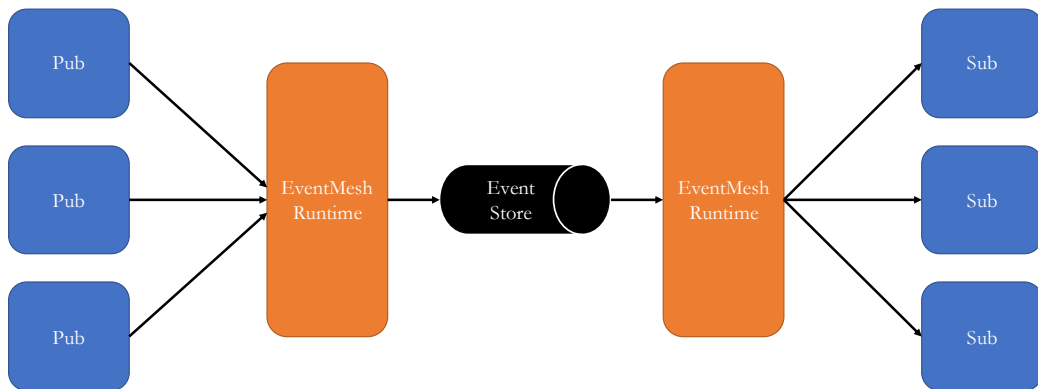 Pub
Pub
Pub
EventMesh
Runtime
Event
Store
EventMesh
Runtime
Sub
Sub
Sub